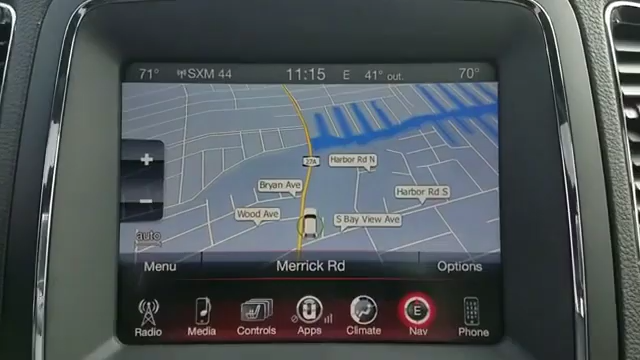 71° SXM 44 11:15 E 41° out. 70°
+
27A Harbor Rd N
Bryan Ave
Harbor Rd S
Wood Ave
S Bay View Ave
-
auto
Menu Merrick Rd Options
E
Radio Media Controls Apps Climate Nav Phone